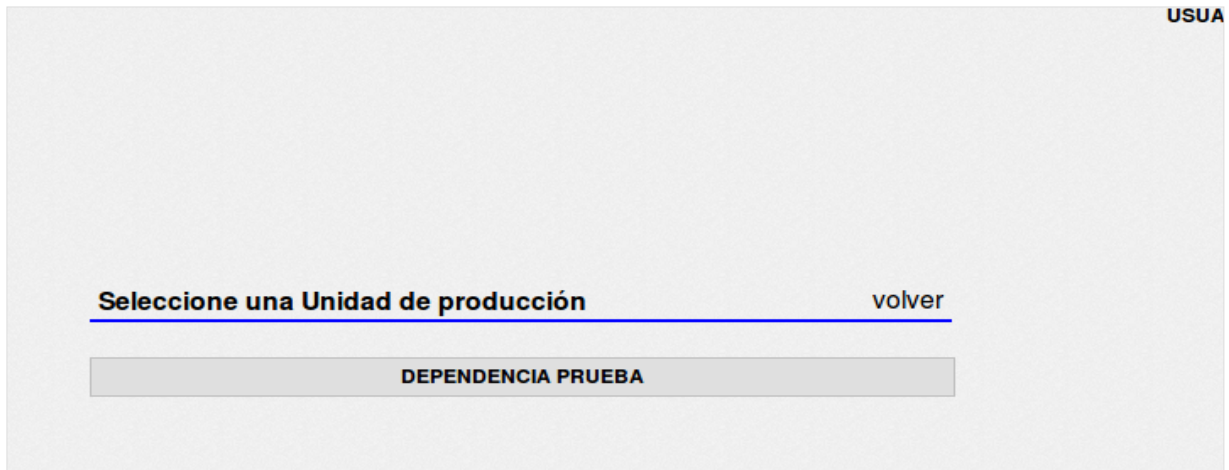 USUA
Seleccione una Unidad de producción volver
DEPENDENCIA PRUEBA